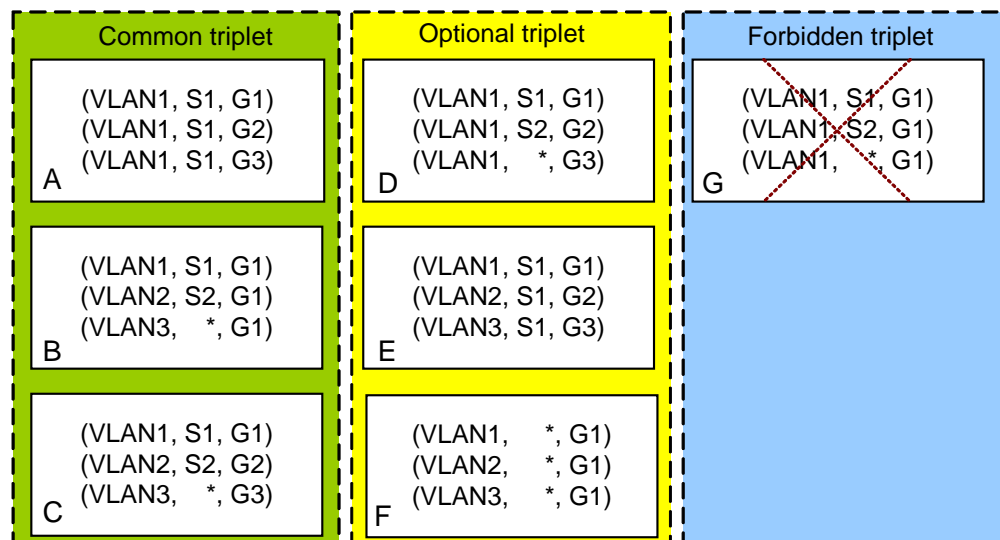 Common triplet
(VLAN1, S1, G1)
(VLAN1, S1, G2)
(VLAN1, S1, G3)
A
(VLAN1, S1, G1)
(VLAN2, S2, G1)
(VLAN3, *, G1)
B
(VLAN1, S1, G1)
(VLAN2, S2, G2)
(VLAN3, *, G3)
C
Optional triplet
(VLAN1, S1, G1)
(VLAN1, S2, G2)
(VLAN1, *, G3)
D
(VLAN1, S1, G1)
(VLAN2, S1, G2)
(VLAN3, S1, G3)
E
(VLAN1, *, G1)
(VLAN2, *, G1)
(VLAN3, *, G1)
F
Forbidden triplet
(VLAN1, S1, G1)
(VLAN1, S2, G1)
(VLAN1, *, G1)
G